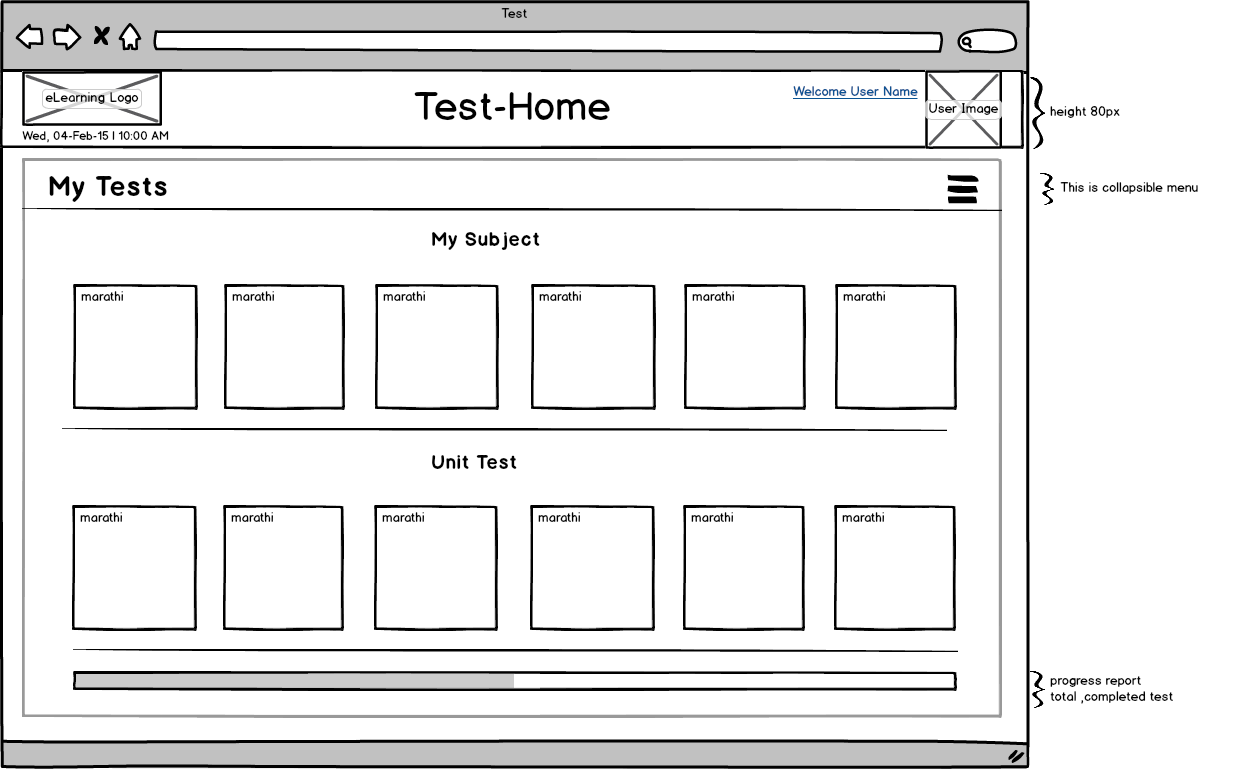 Test
eLearning Logo
Wed, 04-Feb-15 | 10:00 AM
Test-Home
Welcome User Name
User Image
height 80px
My Tests
This is collapsible menu
My Subject
marathi
marathi
marathi
marathi
marathi
marathi
Unit Test
marathi
marathi
marathi
marathi
marathi
marathi
progress report
total ,completed test